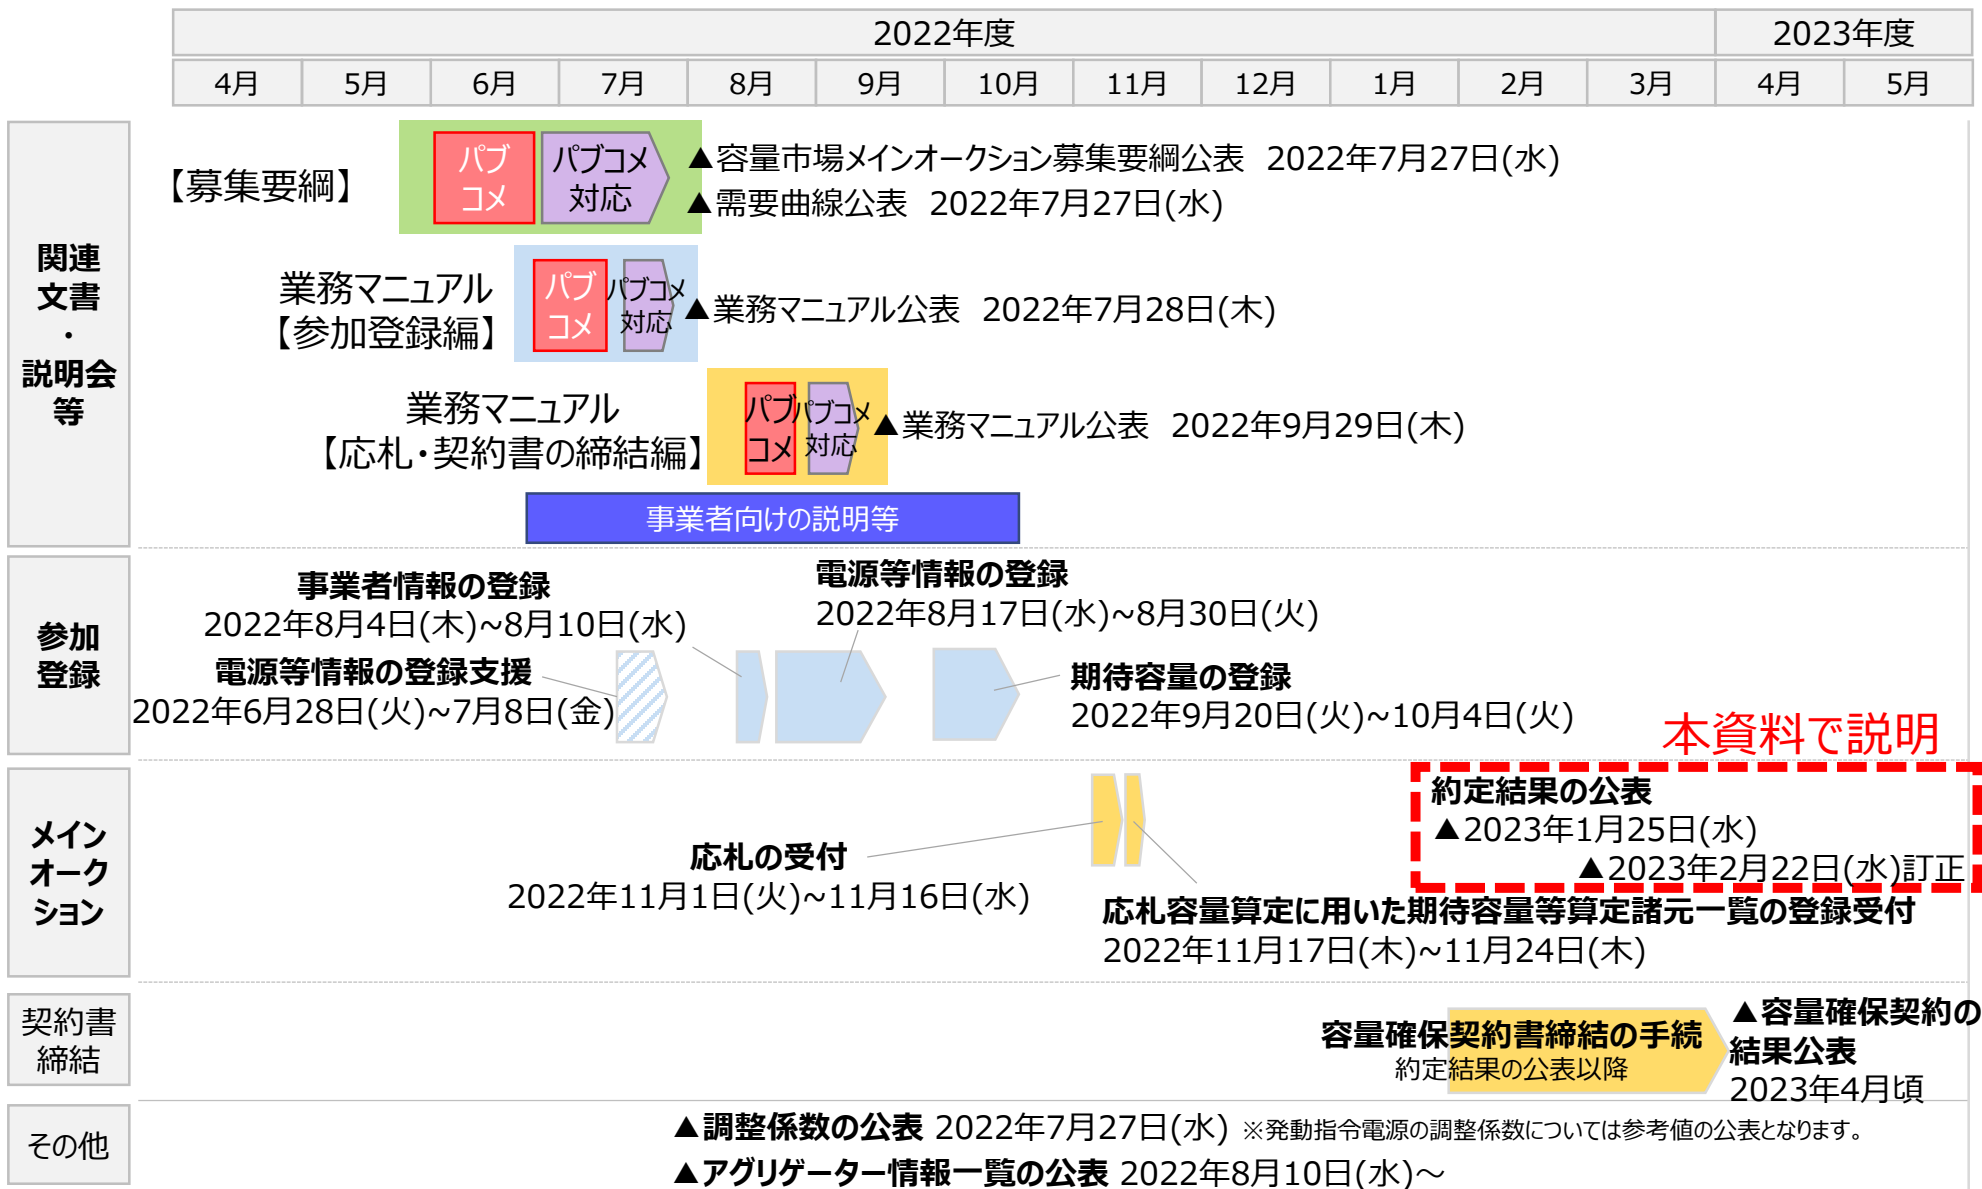 2022年度
2023年度
4月
5月
6月
7月
8月
9月
10月
11月
12月
1月
2月
3月
4月
5月
関連
文書
・
説明会
等
【募集要綱】
パブ
コメ
パブコメ
対応
▲容量市場メインオークション募集要綱公表 2022年7月27日(水)
▲需要曲線公表 2022年7月27日(水)
業務マニュアル
【参加登録編】
パブ
コメ
パブコメ
対応
▲業務マニュアル公表 2022年7月28日(木)
業務マニュアル
【応札・契約書の締結編】
パブ
コメ
パブコメ
対応
▲業務マニュアル公表 2022年9月29日(木)
事業者向けの説明等
参加
登録
事業者情報の登録
2022年8月4日(木)~8月10日(水)
電源等情報の登録
2022年8月17日(水)~8月30日(火)
電源等情報の登録支援
2022年6月28日(火)~7月8日(金)
期待容量の登録
2022年9月20日(火)~10月4日(火)
本資料で説明
メイン
オーク
ション
約定結果の公表
▲2023年1月25日(水)
▲2023年2月22日(水)訂正
応札の受付
2022年11月1日(火)~11月16日(水)
応札容量算定に用いた期待容量等算定諸元一覧の登録受付
2022年11月17日(木)~11月24日(木)
契約書
締結
容量確保契約書締結の手続
約定結果の公表以降
▲容量確保契約の
結果公表
2023年4月頃
その他
▲調整係数の公表 2022年7月27日(水) ※発動指令電源の調整係数については参考値の公表となります。
▲アグリゲーター情報一覧の公表 2022年8月10日(水)～